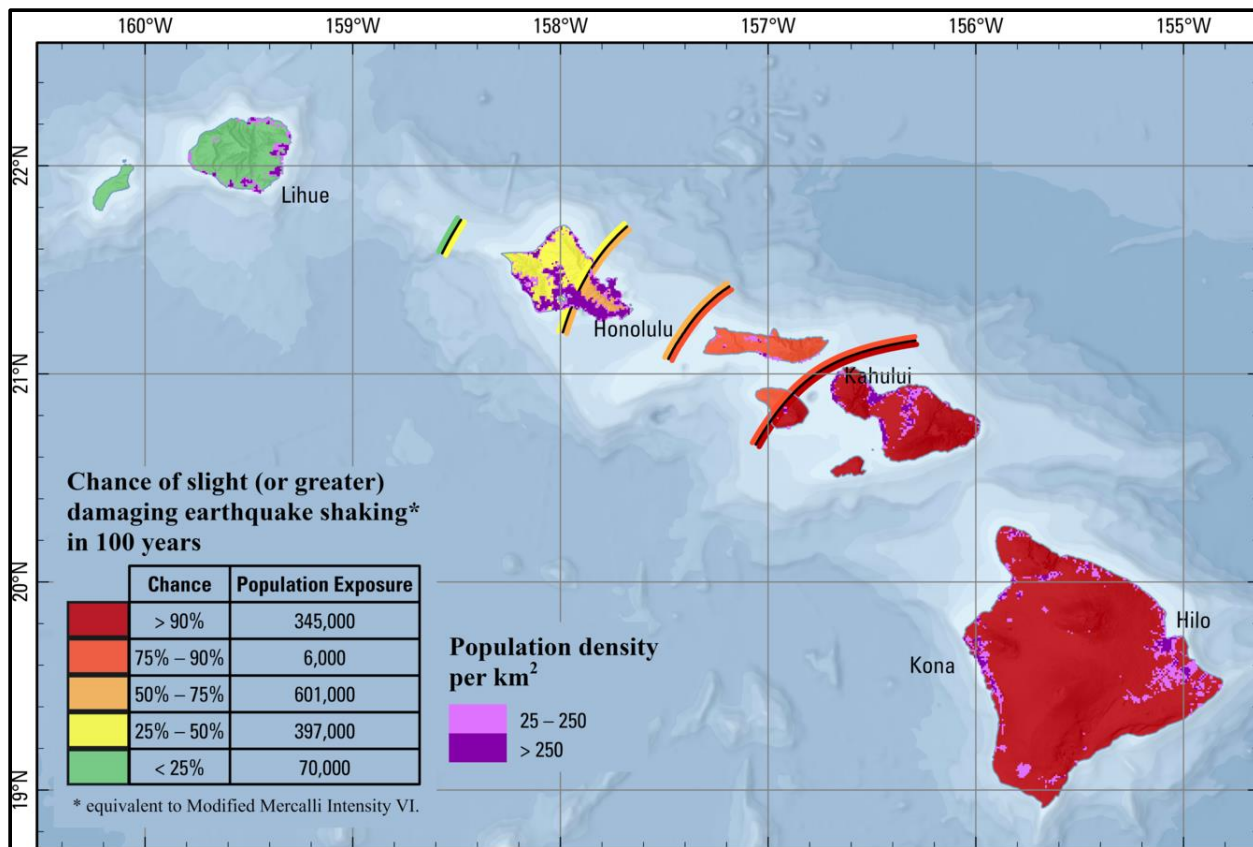 160°W 159°W 158°W 157°W 156°W 155°W
22°N
Lihue
Honolulu
21°N
Kahului
Chance of slight (or greater)
damaging earthquake shaking*
in 100 years
Chance Population Exposure
> 90% 345,000
75% – 90% 6,000
50% – 75% 601,000
25% – 50% 397,000
< 25% 70,000
* equivalent to Modified Mercalli Intensity VI.
Population density
per km²
25 – 250
> 250
20°N
Hilo
Kona
19°N